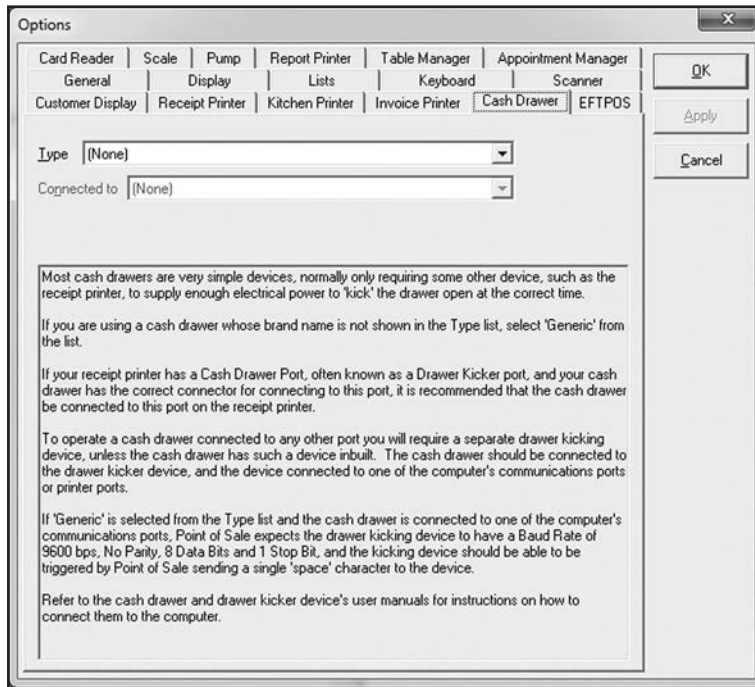 Options
x
Card Reader Scale Pump Report Printer Table Manager Appointment Manager
General Display Lists Keyboard Scanner
Customer Display Receipt Printer Kitchen Printer Invoice Printer Cash Drawer EFTPOS
OK
Apply
Cancel
Type (None)
Connected to (None)
Most cash drawers are very simple devices, normally only requiring some other device, such as the
receipt printer, to supply enough electrical power to 'kick' the drawer open at the correct time.
If you are using a cash drawer whose brand name is not shown in the Type list, select 'Generic' from
the list.
If your receipt printer has a Cash Drawer Port, often known as a Drawer Kicker port, and your cash
drawer has the correct connector for connecting to this port, it is recommended that the cash drawer
be connected to this port on the receipt printer.
To operate a cash drawer connected to any other port you will require a separate drawer kicking
device, unless the cash drawer has such a device inbuilt. The cash drawer should be connected to
the drawer kicker device, and the device connected to one of the computer's communications ports
or printer ports.
If 'Generic' is selected from the Type list and the cash drawer is connected to one of the computer's
communications ports, Point of Sale expects the drawer kicking device to have a Baud Rate of
9600 bps, No Parity, 8 Data Bits and 1 Stop Bit, and the kicking device should be able to be
triggered by Point of Sale sending a single 'space' character to the device.
Refer to the cash drawer and drawer kicker device's user manuals for instructions on how to
connect them to the computer.